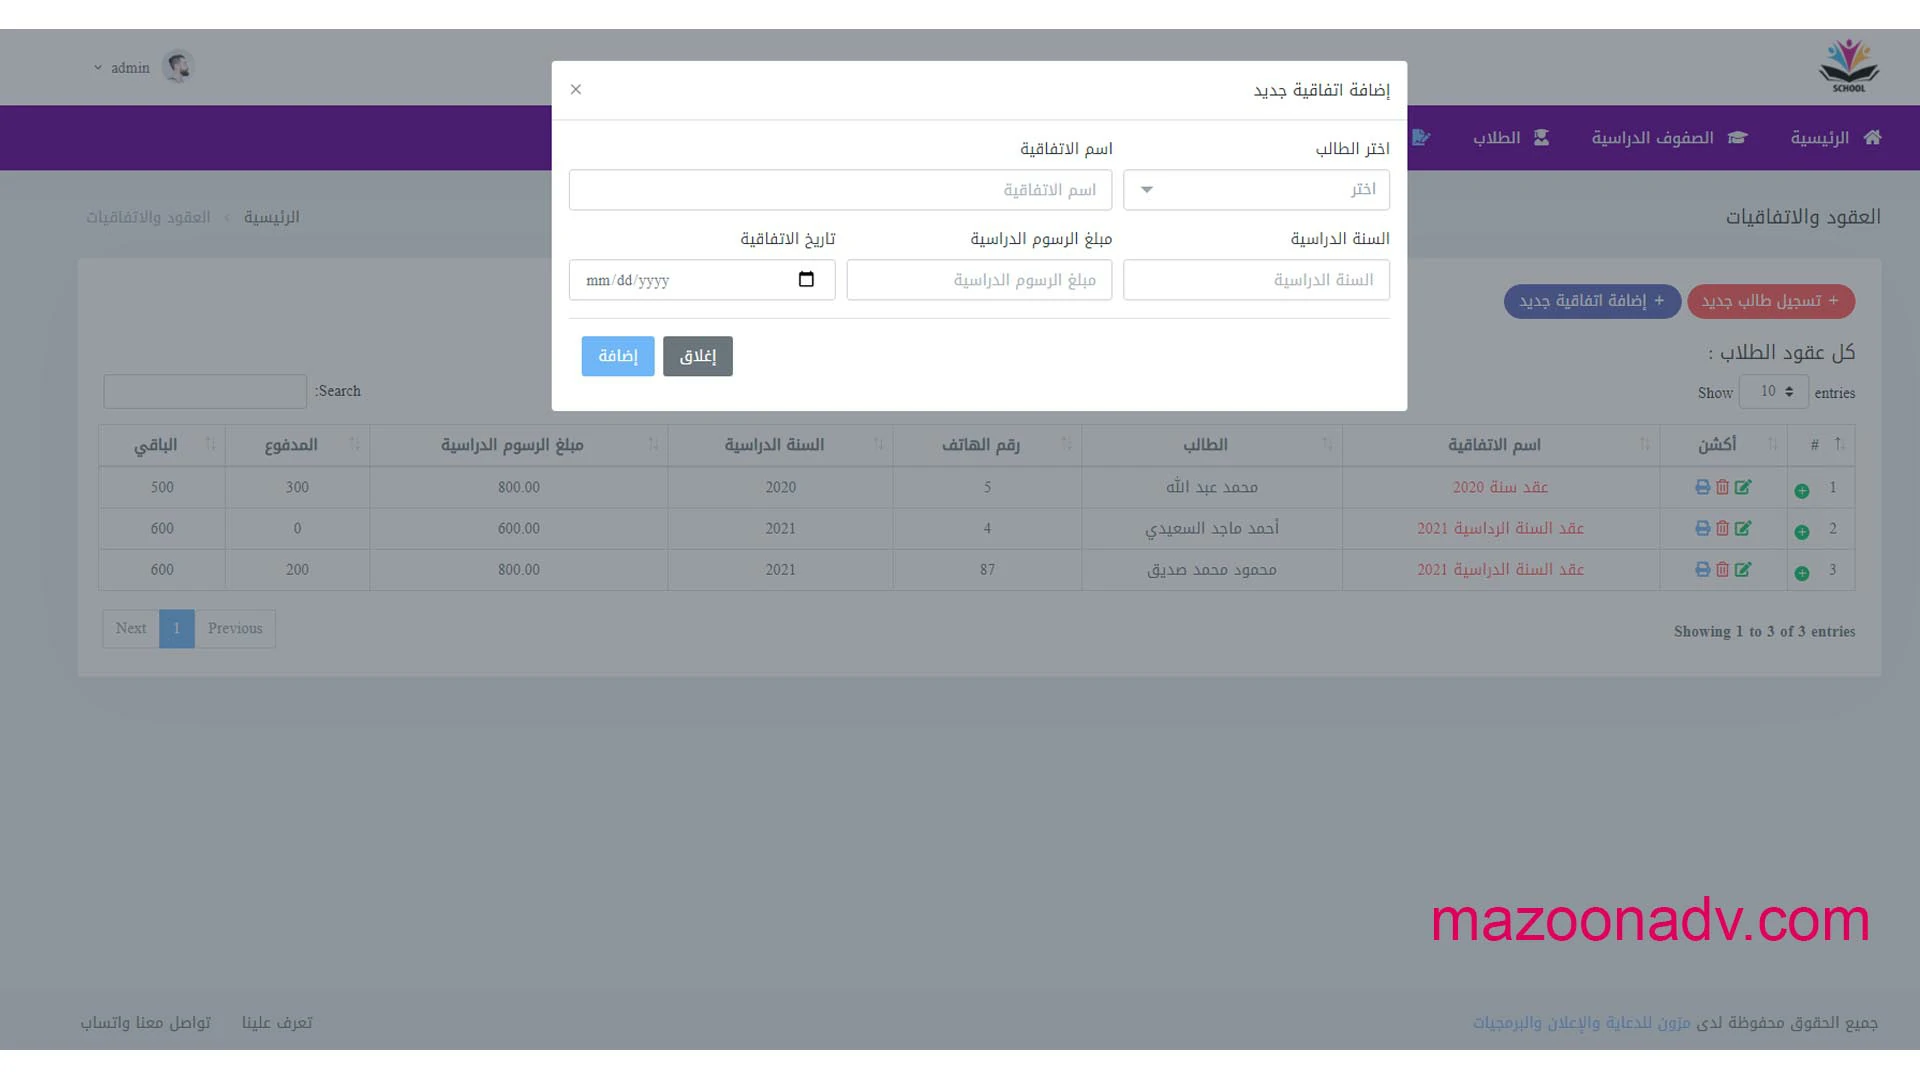 admin
SCHOOL
الرئيسية
الصفوف الدراسية
الطلاب
إضافة اتفاقية جديد
×
اختر الطالب
اسم الاتفاقية
اختر
اسم الاتفاقية
السنة الدراسية
مبلغ الرسوم الدراسية
تاريخ الاتفاقية
السنة الدراسية
مبلغ الرسوم الدراسية
mm/dd/yyyy
إغلاق
إضافة
العقود والاتفاقيات
الرئيسية › العقود والاتفاقيات
+ تسجيل طالب جديد
+ إضافة اتفاقية جديد
كل عقود الطلاب :
Show 10 entries
Search:
# أكشن اسم الاتفاقية الطالب رقم الهاتف السنة الدراسية مبلغ الرسوم الدراسية المدفوع الباقي
1 عقد سنة 2020 محمد عبد الله 5 2020 800.00 300 500
2 عقد السنة الرداسية 2021 أحمد ماجد السعيدي 4 2021 600.00 0 600
3 عقد السنة الدراسية 2021 محمود محمد صديق 87 2021 800.00 200 600
Showing 1 to 3 of 3 entries
Previous 1 Next
mazoonadv.com
جميع الحقوق محفوظة لدى مزون للدعاية والإعلان والبرمجيات
تعرف علينا
تواصل معنا واتساب